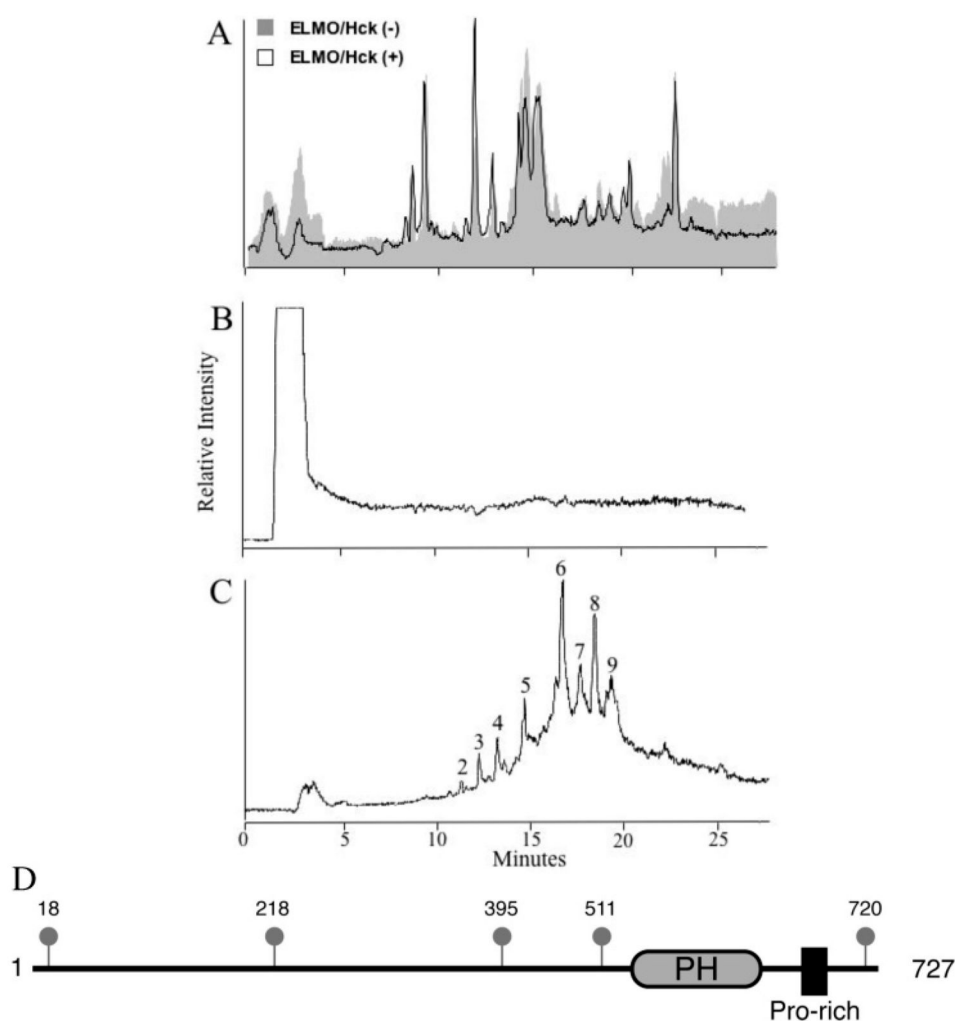 A
ELMO/Hck (-)
ELMO/Hck (+)
B
Relative Intensity
C
2
3
4
5
6
7
8
9
0 5 10 15 20 25
Minutes
D
18 218 395 511 720
1 PH 727
Pro-rich